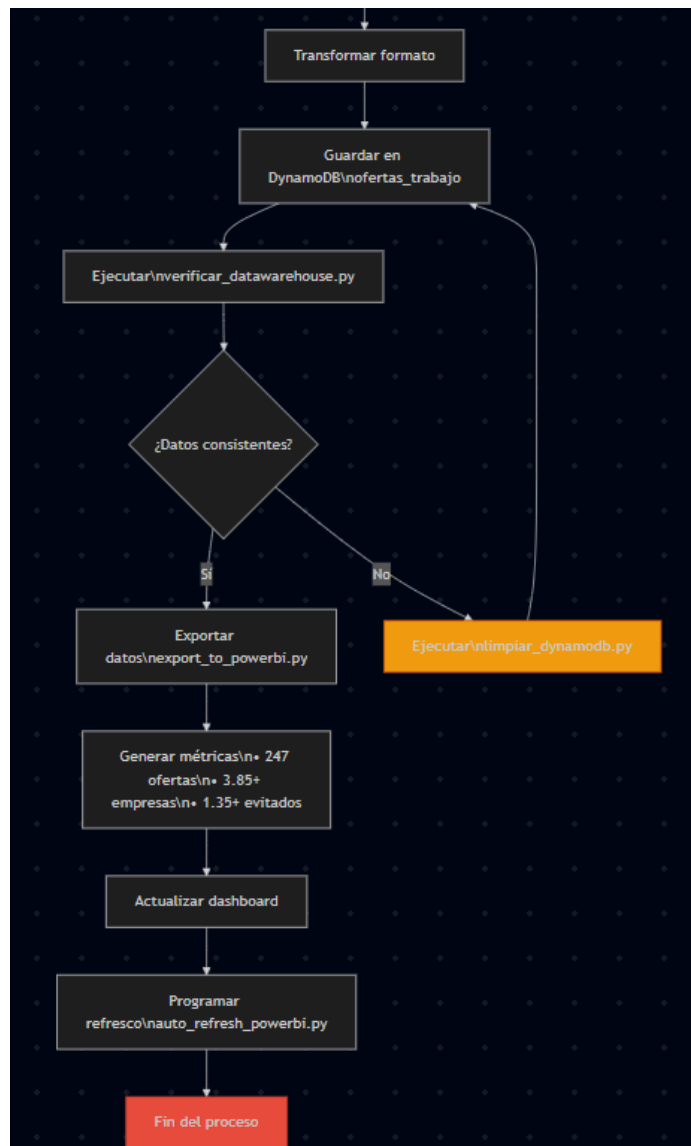 Transformar formato
Guardar en
DynamoDB\nofertas_trabajo
Ejecutar\nverificar_datawarehouse.py
¿Datos consistentes?
Sí
No
Exportar
datos\nexport_to_powerbi.py
Ejecutar\nlimpiar_dynamodb.py
Generar métricas\n• 247
ofertas\n• 3.85+
empresas\n• 1.35+ evitados
Actualizar dashboard
Programar
refresco\nauto_refresh_powerbi.py
Fin del proceso